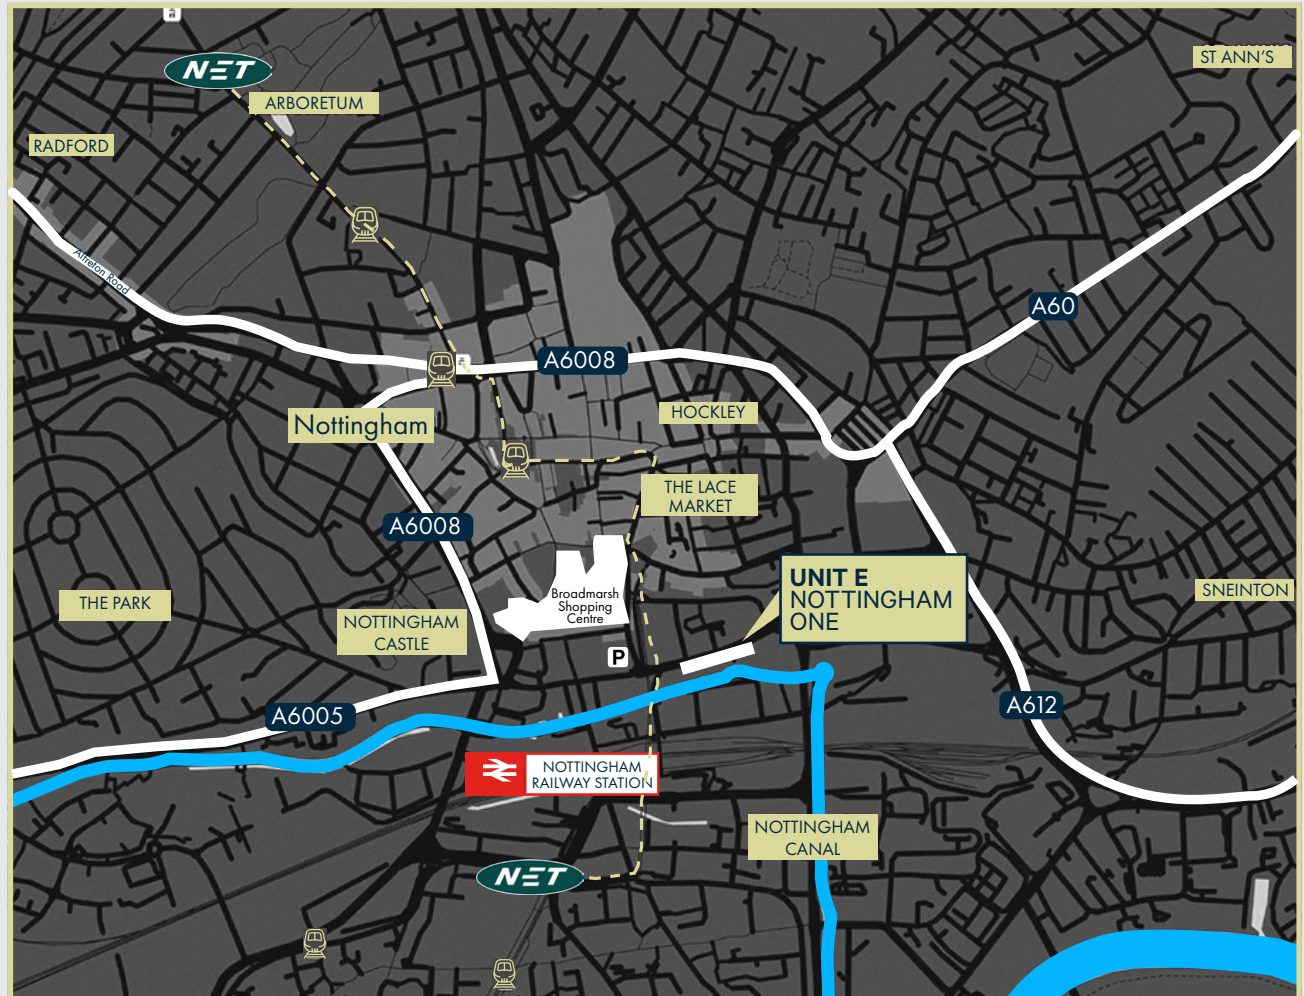 ST ANN'S
NET
ARBORETUM
RADFORD
Alfreton Road
A60
A6008
HOCKLEY
Nottingham
THE LACE
MARKET
A6008
UNIT E
NOTTINGHAM
ONE
Broadmarsh
Shopping
Centre
THE PARK
SNEINTON
NOTTINGHAM
CASTLE
P
A6005
A612
NOTTINGHAM
RAILWAY STATION
NOTTINGHAM
CANAL
NET